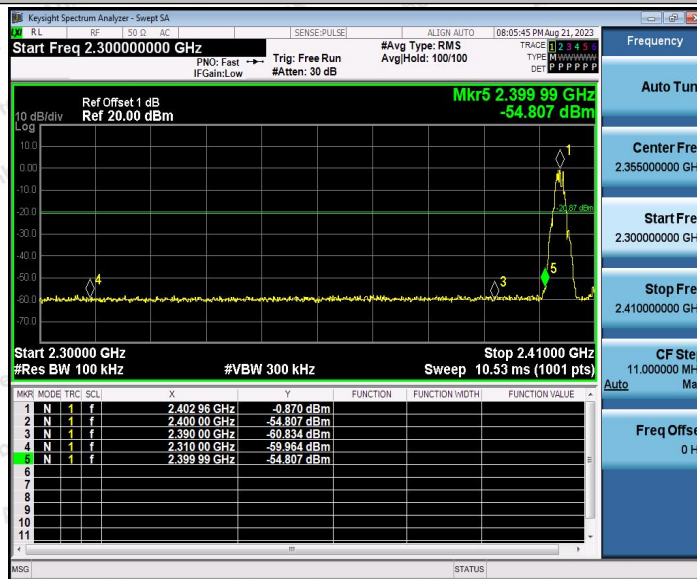 Keysight Spectrum Analyzer - Swept SA
LXI RL RF 50 Ω AC SENSE:PULSE ALIGN AUTO 08:05:45 PM Aug 21, 2023
Start Freq 2.300000000 GHz
PNO: Fast Trig: Free Run #Avg Type: RMS TRACE 1 2 3 4 5 6
IFGain:Low #Atten: 30 dB Avg|Hold: 100/100 TYPE M WWWWW
DET P P P P P P
Ref Offset 1 dB Mkr5 2.399 99 GHz
10 dB/div Ref 20.00 dBm -54.807 dBm
Log
10.0
0.00
-10.0
-20.0
-30.0
-40.0
-50.0
-60.0
-70.0
1
-20.87 dBm
5
4
3
Start 2.30000 GHz Stop 2.41000 GHz
#Res BW 100 kHz #VBW 300 kHz Sweep 10.53 ms (1001 pts)
MKR MODE TRC SCL X Y FUNCTION FUNCTION WIDTH FUNCTION VALUE
1 N 1 f 2.402 96 GHz -0.870 dBm
2 N 1 f 2.400 00 GHz -54.807 dBm
3 N 1 f 2.390 00 GHz -60.834 dBm
4 N 1 f 2.310 00 GHz -59.964 dBm
5 N 1 f 2.399 99 GHz -54.807 dBm
6
7
8
9
10
11
MSG STATUS
Frequency
Auto Tun
Center Fre
2.355000000 GH
Start Fre
2.300000000 GH
Stop Fre
2.410000000 GH
CF Ste
11.000000 MH
Auto Ma
Freq Offse
0 H